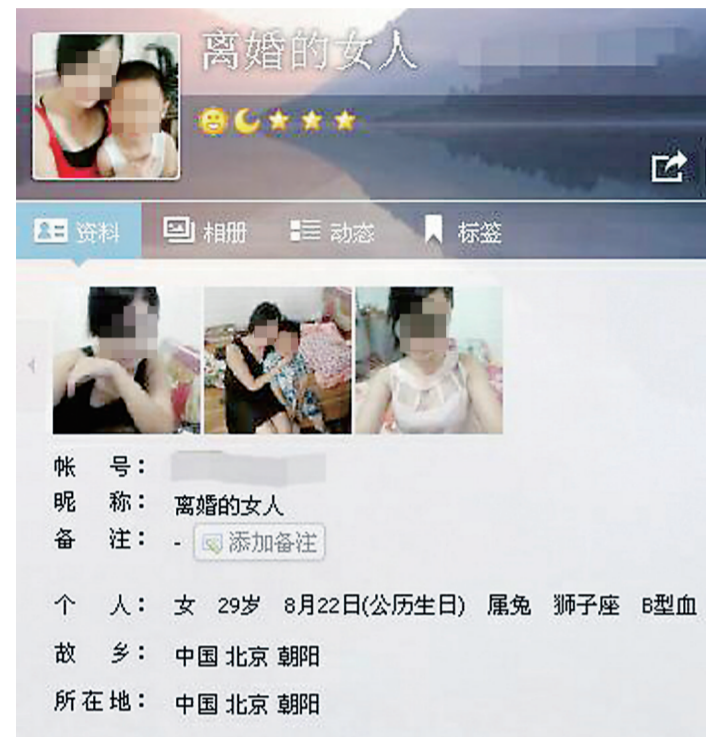 离婚的女人
资料 相册 动态 标签
帐 号：
昵 称： 离婚的女人
备 注： - 添加备注
个 人： 女 29岁 8月22日(公历生日) 属兔 狮子座 B型血
故 乡： 中国 北京 朝阳
所在地： 中国 北京 朝阳